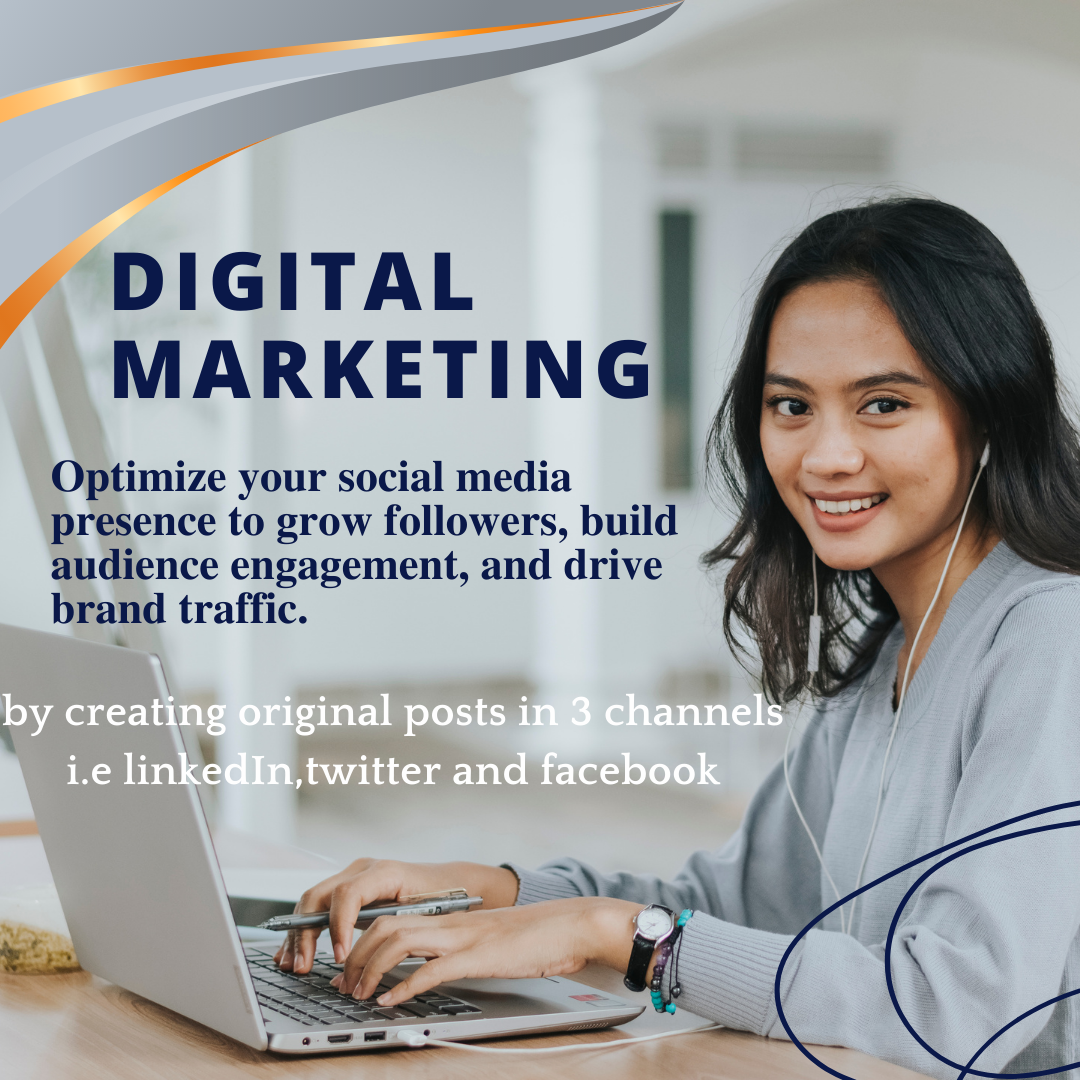 DIGITAL
MARKETING
Optimize your social media
presence to grow followers, build
audience engagement, and drive
brand traffic.
by creating original posts in 3 channels
i.e linkedIn,twitter and facebook